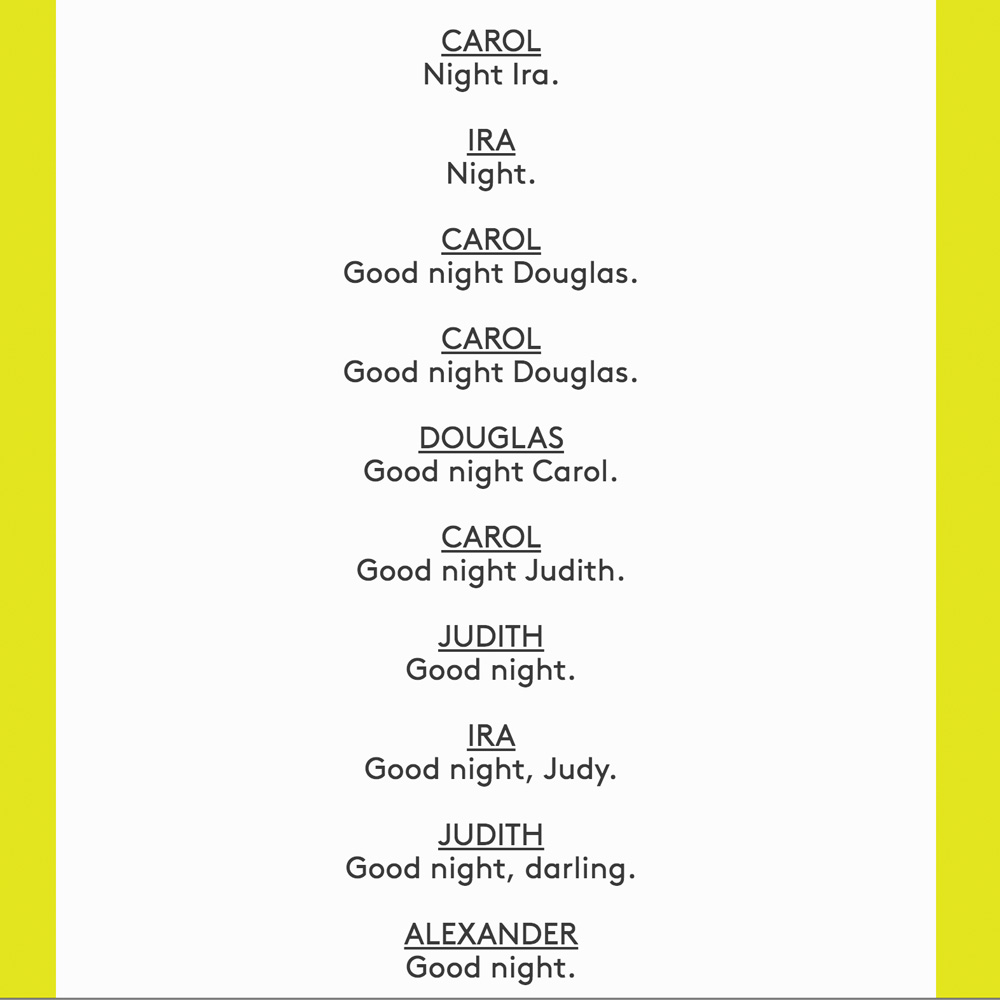 CAROL
Night Ira.
IRA
Night.
CAROL
Good night Douglas.
CAROL
Good night Douglas.
DOUGLAS
Good night Carol.
CAROL
Good night Judith.
JUDITH
Good night.
IRA
Good night, Judy.
JUDITH
Good night, darling.
ALEXANDER
Good night.